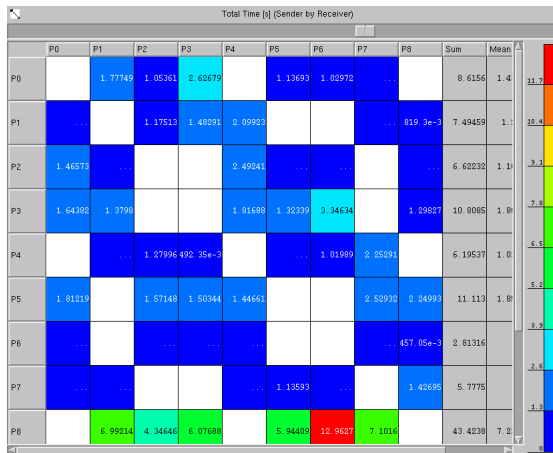 Total Time [s] (Sender by Receiver)
P0 P1 P2 P3 P4 P5 P6 P7 P8 Sum Mean
P0 1.77749 1.05361 2.62679 1.13693 1.02972 ... 8.6156
P1 ... 1.17513 1.48291 2.09923 ... 819.3e-3 7.49459
P2 1.46573 ... 2.49241 ... ... ... 6.62232
P3 1.64382 1.3798 1.81688 1.32339 3.34634 1.29827 10.8085
P4 ... 1.27996 492.35e-3 ... 1.01989 2.25291 6.19537
P5 1.81219 1.57148 1.50344 1.44661 2.52932 2.24993 11.113
P6 ... ... ... ... ... 457.05e-3 2.81316
P7 ... ... ... 1.13593 ... 1.42695 5.7775
P8 6.99214 4.34646 6.07688 5.94409 12.9627 7.1016 43.4238
11.7
10.4
9.1
7.8
6.5
5.2
3.9
2.6
1.3
0